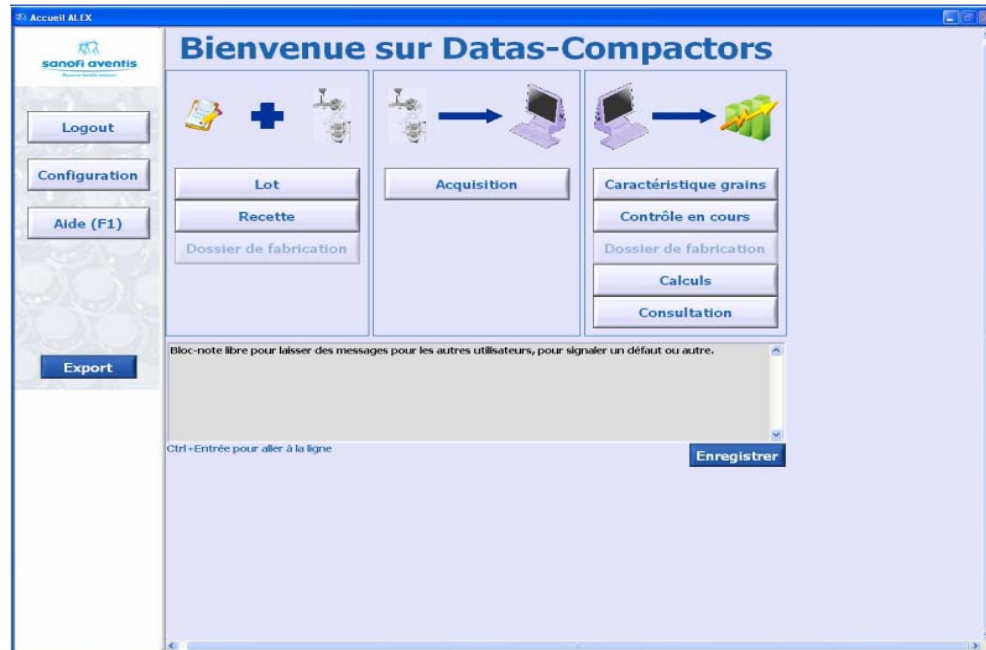 Accueil ALEX
sanofi aventis
Bienvenue sur Datas-Compactors
Logout
Configuration
Aide (F1)
Export
Lot
Recette
Dossier de fabrication
Acquisition
Caractéristique grains
Contrôle en cours
Dossier de fabrication
Calculs
Consultation
Bloc-note libre pour laisser des messages pour les autres utilisateurs, pour signaler un défaut ou autre.
Ctrl+Entrée pour aller à la ligne
Enregistrer